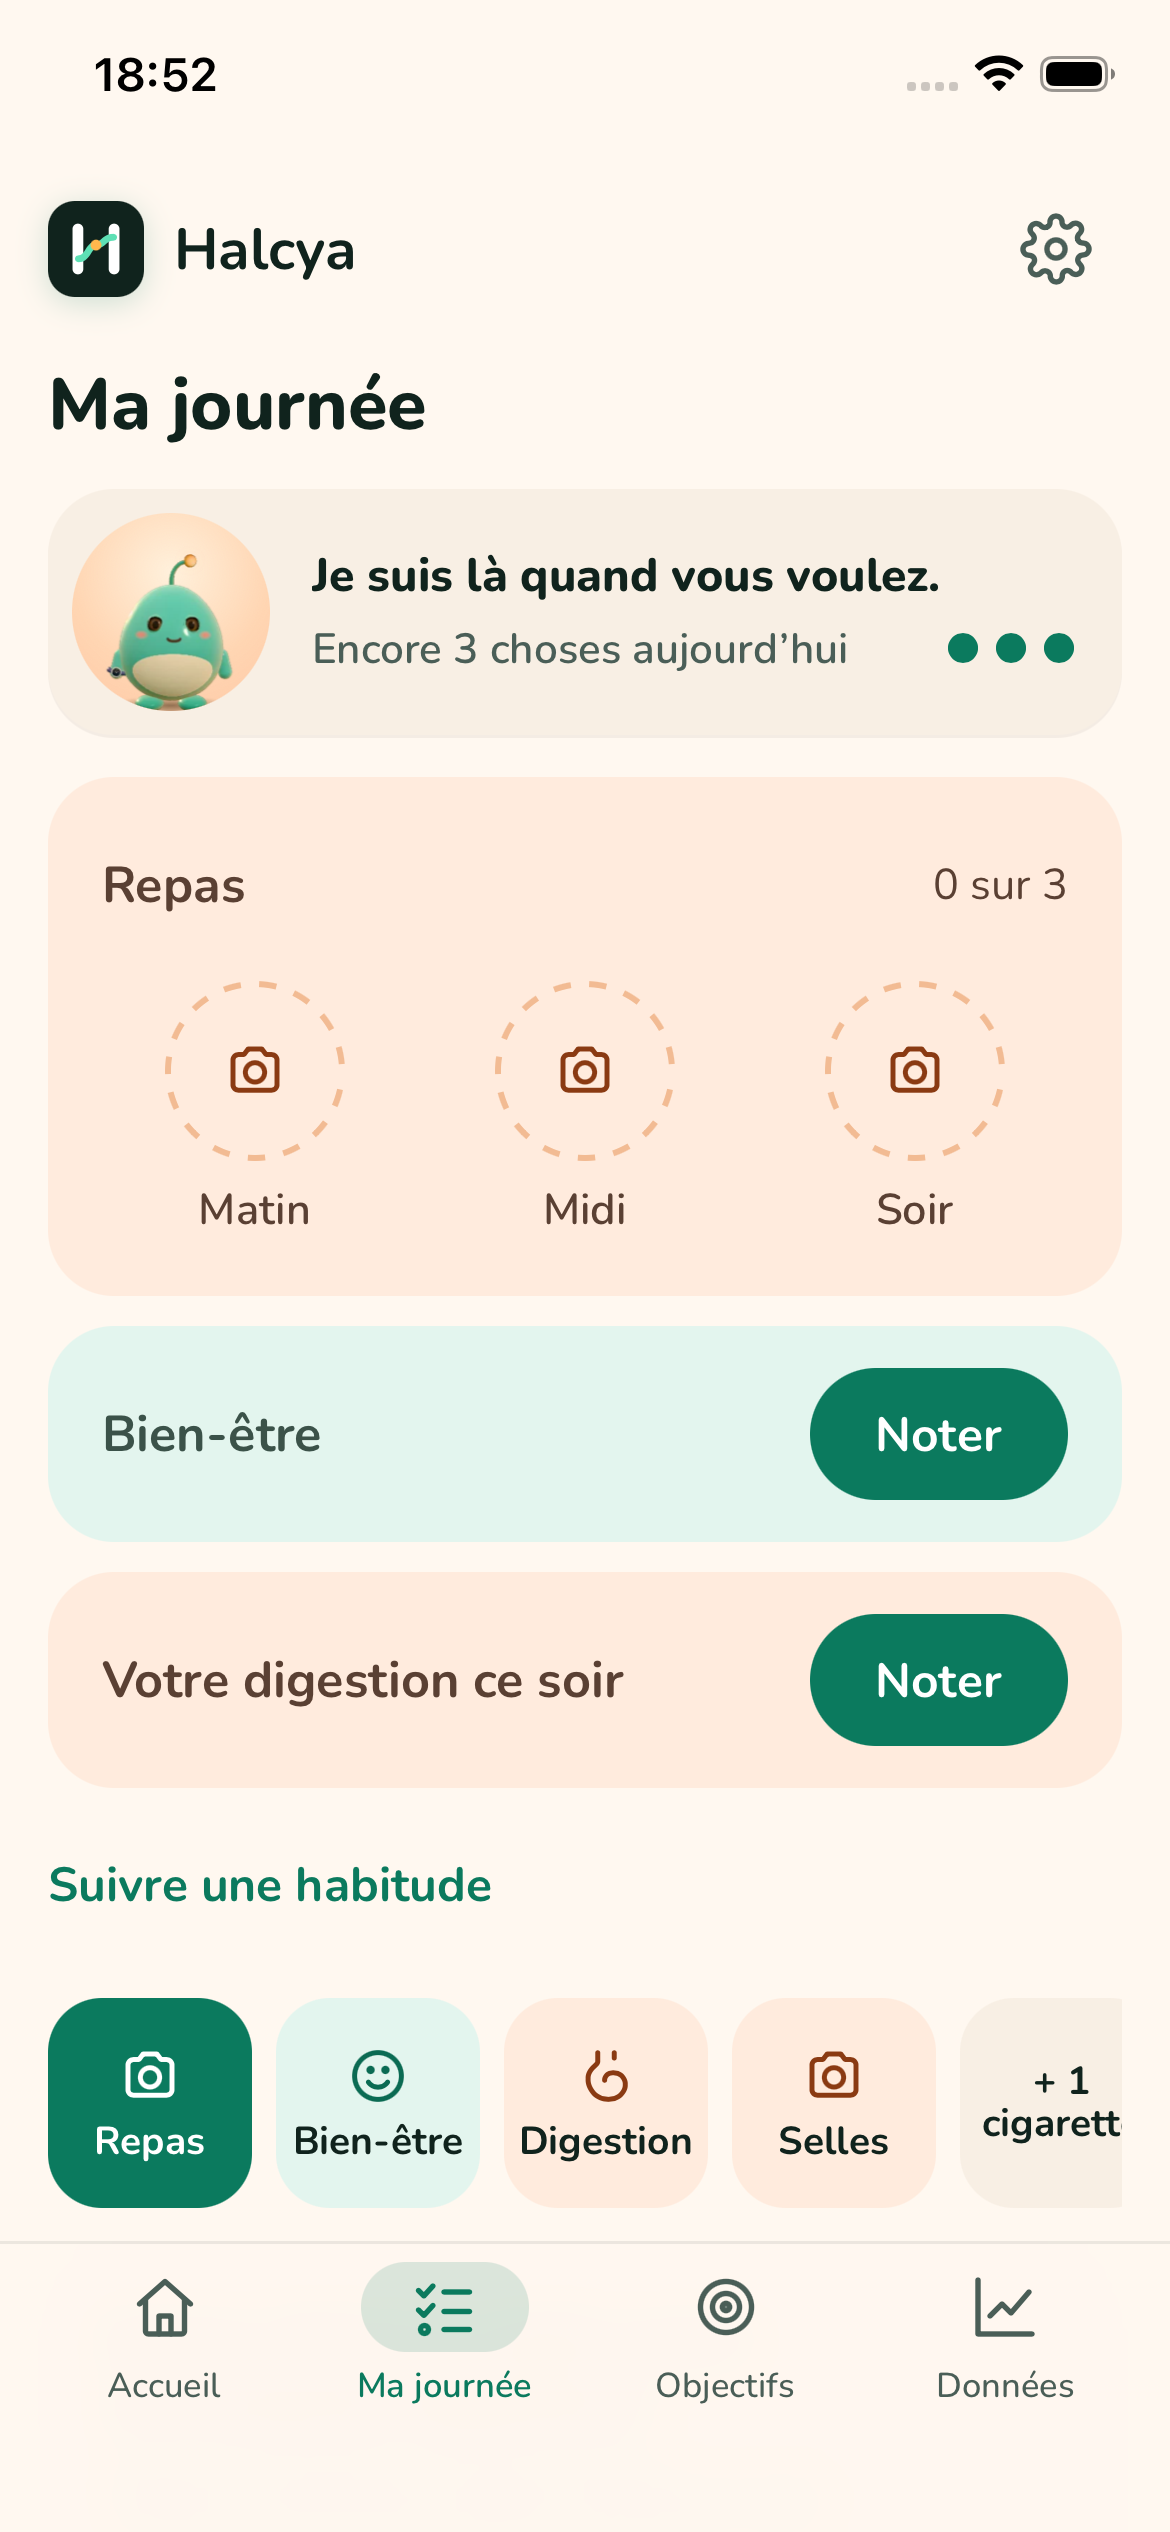 18:52
Halcya
Ma journée
Je suis là quand vous voulez.
Encore 3 choses aujourd’hui
Repas
0 sur 3
Matin
Midi
Soir
Bien-être
Noter
Votre digestion ce soir
Noter
Suivre une habitude
Repas
Bien-être
Digestion
Selles
+ 1
Accueil
Ma journée
Objectifs
Données